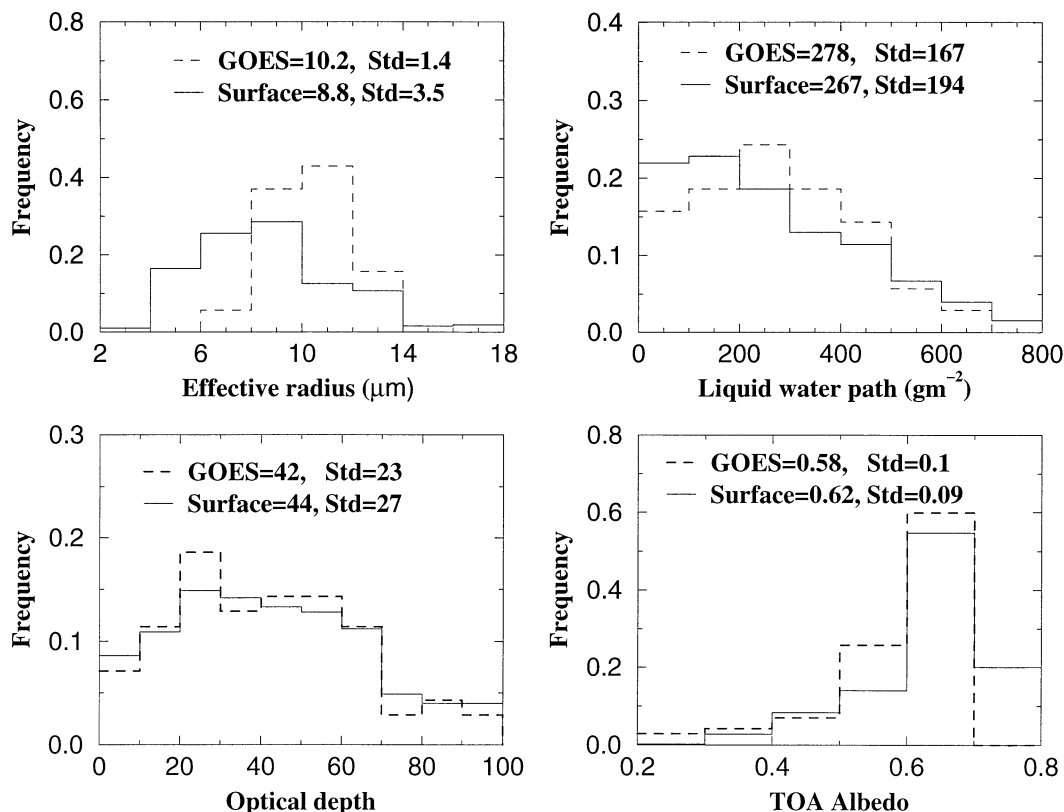 0.8
GOES=10.2, Std=1.4
Surface=8.8, Std=3.5
0.6
0.4
0.2
0.0
Frequency
2 6 10 14 18
Effective radius (μm)
0.4
GOES=278, Std=167
Surface=267, Std=194
0.3
0.2
0.1
0.0
Frequency
0 200 400 600 800
Liquid water path (gm⁻²)
0.3
GOES=42, Std=23
Surface=44, Std=27
0.2
0.1
0.0
Frequency
0 20 40 60 80 100
Optical depth
0.8
GOES=0.58, Std=0.1
Surface=0.62, Std=0.09
0.6
0.4
0.2
0.0
Frequency
0.2 0.4 0.6 0.8
TOA Albedo